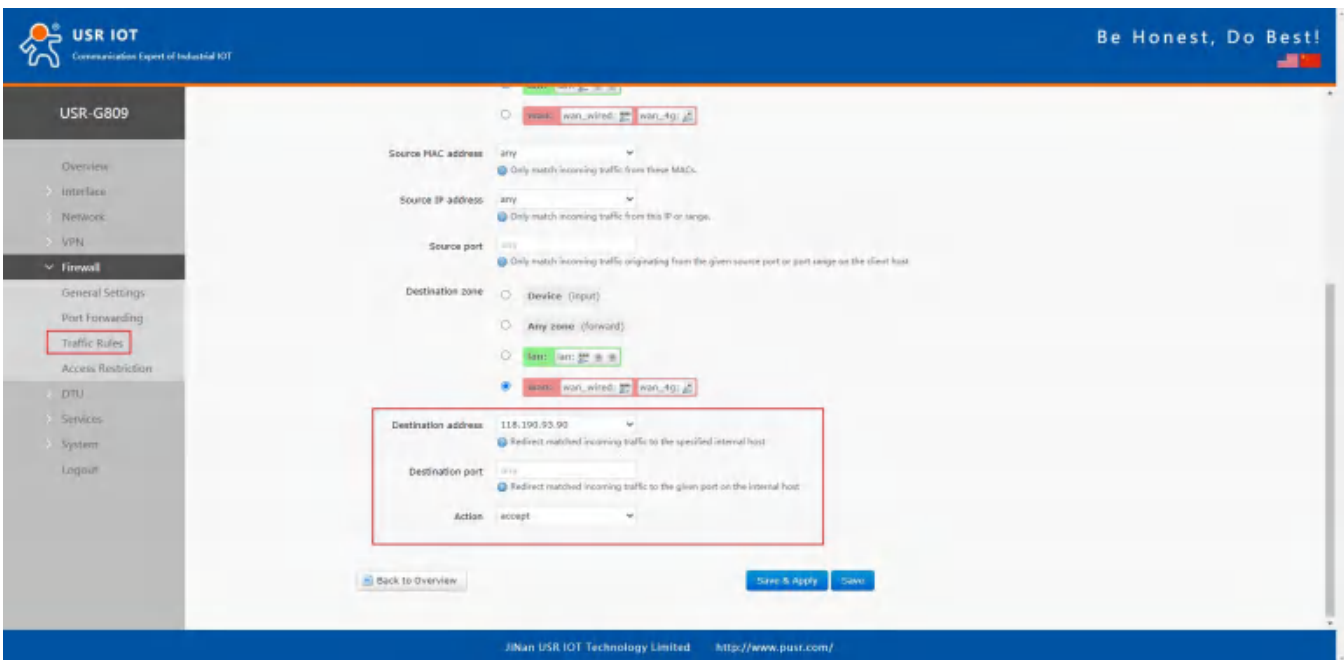 USR IOT
Communication Expert of Industrial IOT
Be Honest, Do Best!
USR-G809
Overview
Interface
Network
VPN
Firewall
General Settings
Port Forwarding
Traffic Rules
Access Restriction
DTU
Services
System
Logout
wan: wan_wired: wan_4g:
Source MAC address any
Only match incoming traffic from these MACs.
Source IP address any
Only match incoming traffic from this IP or range.
Source port any
Only match incoming traffic originating from the given source port or port range on the client host
Destination zone
Device (input)
Any zone (forward)
lan: lan:
wan: wan_wired: wan_4g:
Destination address 118.190.93.90
Redirect matched incoming traffic to the specified internal host
Destination port any
Redirect matched incoming traffic to the given port on the internal host
Action accept
Back to Overview
Save & Apply
Save
JiNan USR IOT Technology Limited http://www.pusr.com/